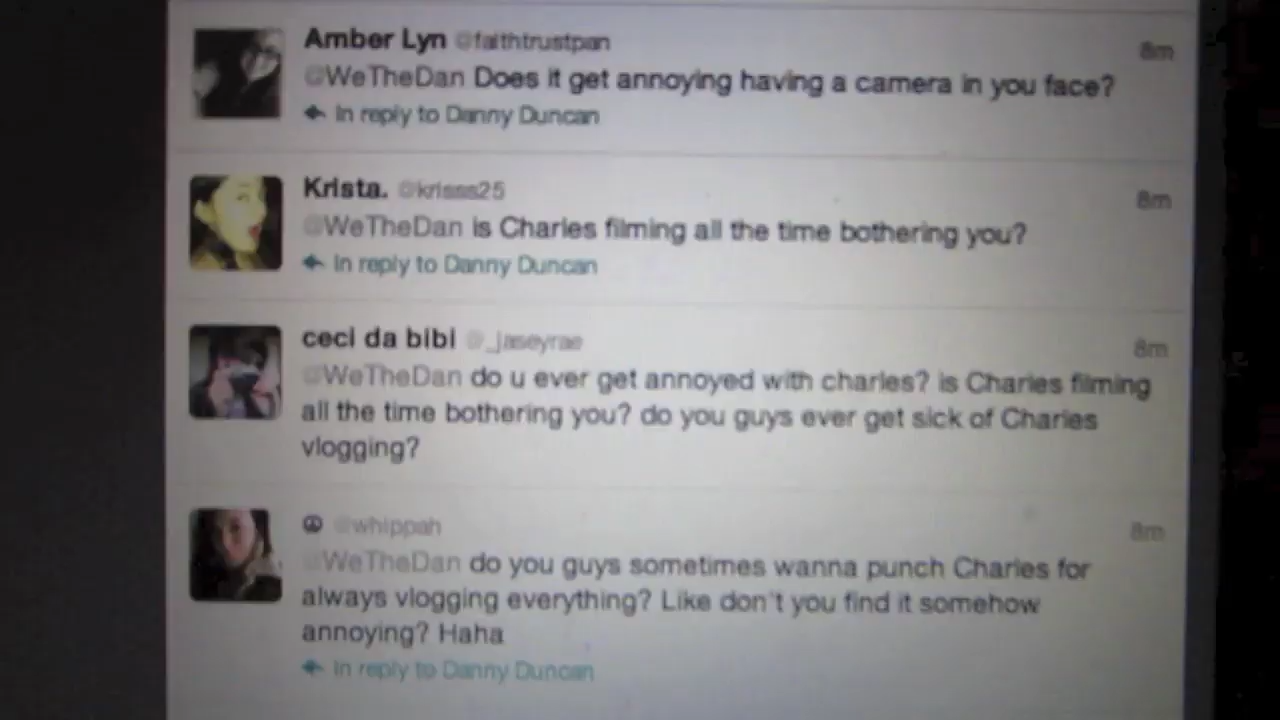 Amber Lyn @faithtrustpan 8m
@WeTheDan Does it get annoying having a camera in you face?
In reply to Danny Duncan
Krista. @krisss25 8m
@WeTheDan is Charles filming all the time bothering you?
In reply to Danny Duncan
ceci da bibi @_jaseyrae 8m
@WeTheDan do u ever get annoyed with charles? is Charles filming
all the time bothering you? do you guys ever get sick of Charles
vlogging?
☮ @whippah 8m
@WeTheDan do you guys sometimes wanna punch Charles for
always vlogging everything? Like don't you find it somehow
annoying? Haha
In reply to Danny Duncan